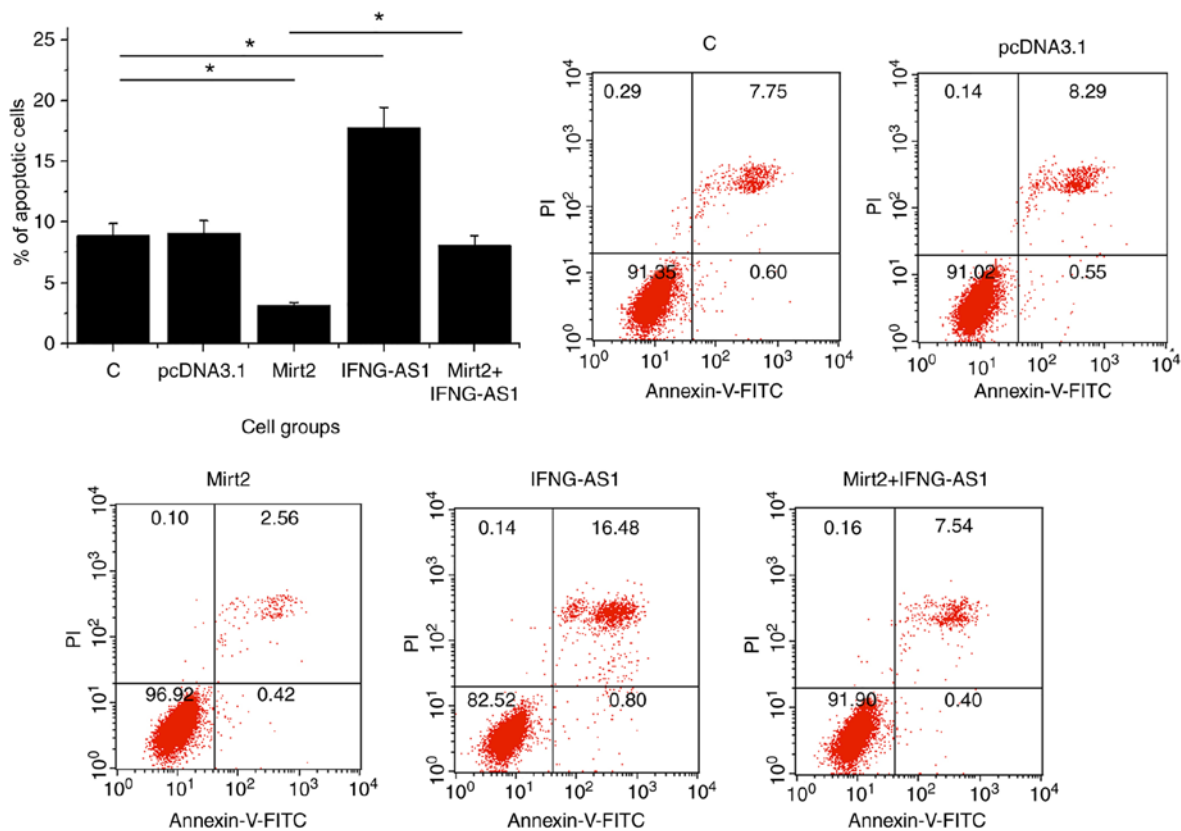 *
*
*
25
20
15
10
5
0
% of apoptotic cells
C
pcDNA3.1
Mirt2
IFNG-AS1
Mirt2+
IFNG-AS1
Cell groups
C
10⁴
10³
10²
10¹
10⁰
PI
0.29
7.75
91.35
0.60
10⁰ 10¹ 10² 10³ 10⁴
Annexin-V-FITC
pcDNA3.1
10⁴
10³
10²
10¹
10⁰
PI
0.14
8.29
91.02
0.55
10⁰ 10¹ 10² 10³ 10⁴
Annexin-V-FITC
Mirt2
10⁴
10³
10²
10¹
10⁰
PI
0.10
2.56
96.92
0.42
10⁰ 10¹ 10² 10³ 10⁴
Annexin-V-FITC
IFNG-AS1
10⁴
10³
10²
10¹
10⁰
PI
0.14
16.48
82.52
0.80
10⁰ 10¹ 10² 10³ 10⁴
Annexin-V-FITC
Mirt2+IFNG-AS1
10⁴
10³
10²
10¹
10⁰
PI
0.16
7.54
91.90
0.40
10⁰ 10¹ 10² 10³ 10⁴
Annexin-V-FITC